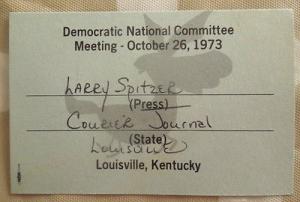 Democratic National Committee
Meeting - October 26, 1973
LARRY SPITZER
(Press)
COURIER JOURNAL
(State)
Louisville
Louisville, Kentucky